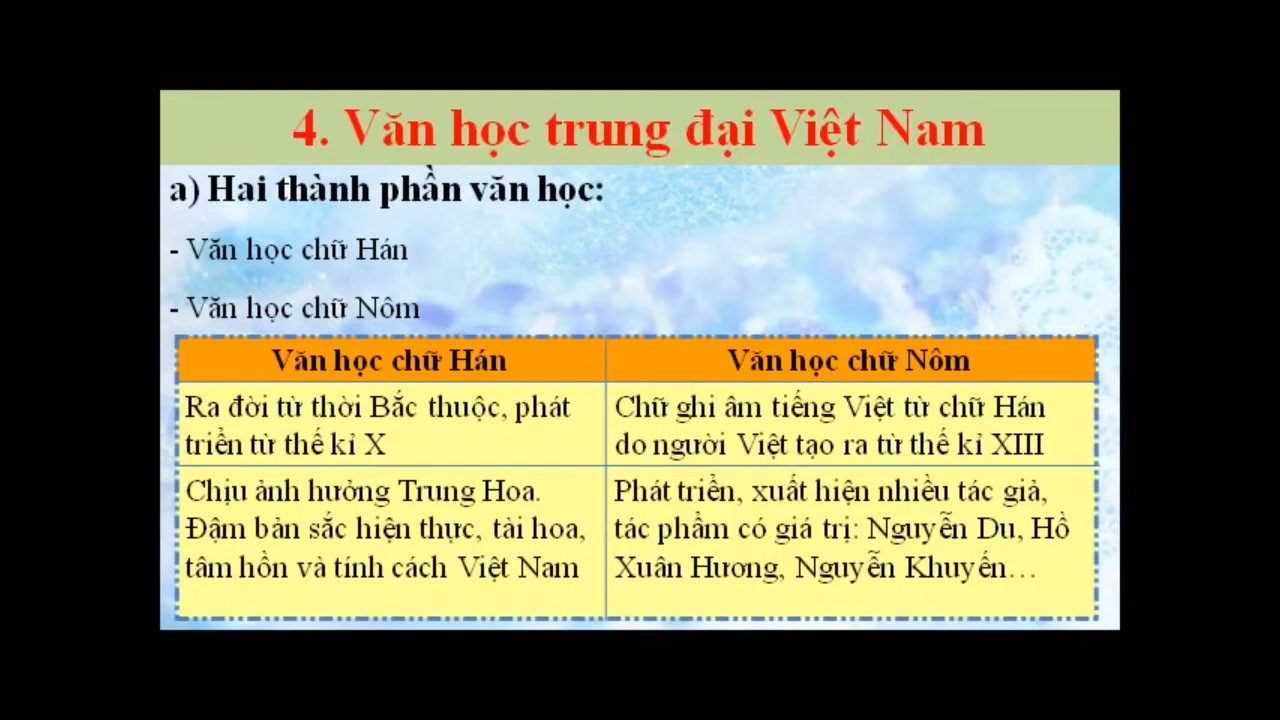 4. Văn học trung đại Việt Nam
a) Hai thành phần văn học:
- Văn học chữ Hán
- Văn học chữ Nôm
Văn học chữ Hán
Văn học chữ Nôm
Ra đời từ thời Bắc thuộc, phát
triển từ thế kỉ X
Chữ ghi âm tiếng Việt từ chữ Hán
do người Việt tạo ra từ thế kỉ XIII
Chịu ảnh hưởng Trung Hoa.
Đậm bản sắc hiện thực, tài hoa,
tâm hồn và tính cách Việt Nam
Phát triển, xuất hiện nhiều tác giả,
tác phẩm có giá trị: Nguyễn Du, Hồ
Xuân Hương, Nguyễn Khuyến…